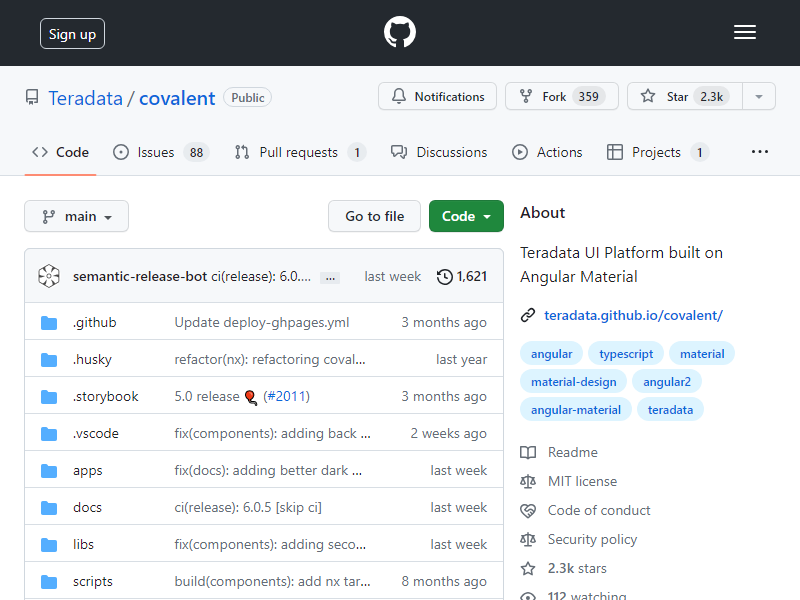 Sign up
Teradata / covalent Public
Notifications
Fork 359
Star 2.3k
Code
Issues 88
Pull requests 1
Discussions
Actions
Projects 1
main
Go to file
Code
semantic-release-bot ci(release): 6.0.... ... last week 1,621
.github Update deploy-ghpages.yml 3 months ago
.husky refactor(nx): refactoring coval... last year
.storybook 5.0 release 🎈 (#2011) 3 months ago
.vscode fix(components): adding back ... 2 weeks ago
apps fix(docs): adding better dark ... last week
docs ci(release): 6.0.5 [skip ci] last week
libs fix(components): adding seco... last week
scripts build(components): add nx tar... 8 months ago
About
Teradata UI Platform built on
Angular Material
teradata.github.io/covalent/
angular typescript material
material-design angular2
angular-material teradata
Readme
MIT license
Code of conduct
Security policy
2.3k stars
112 watching